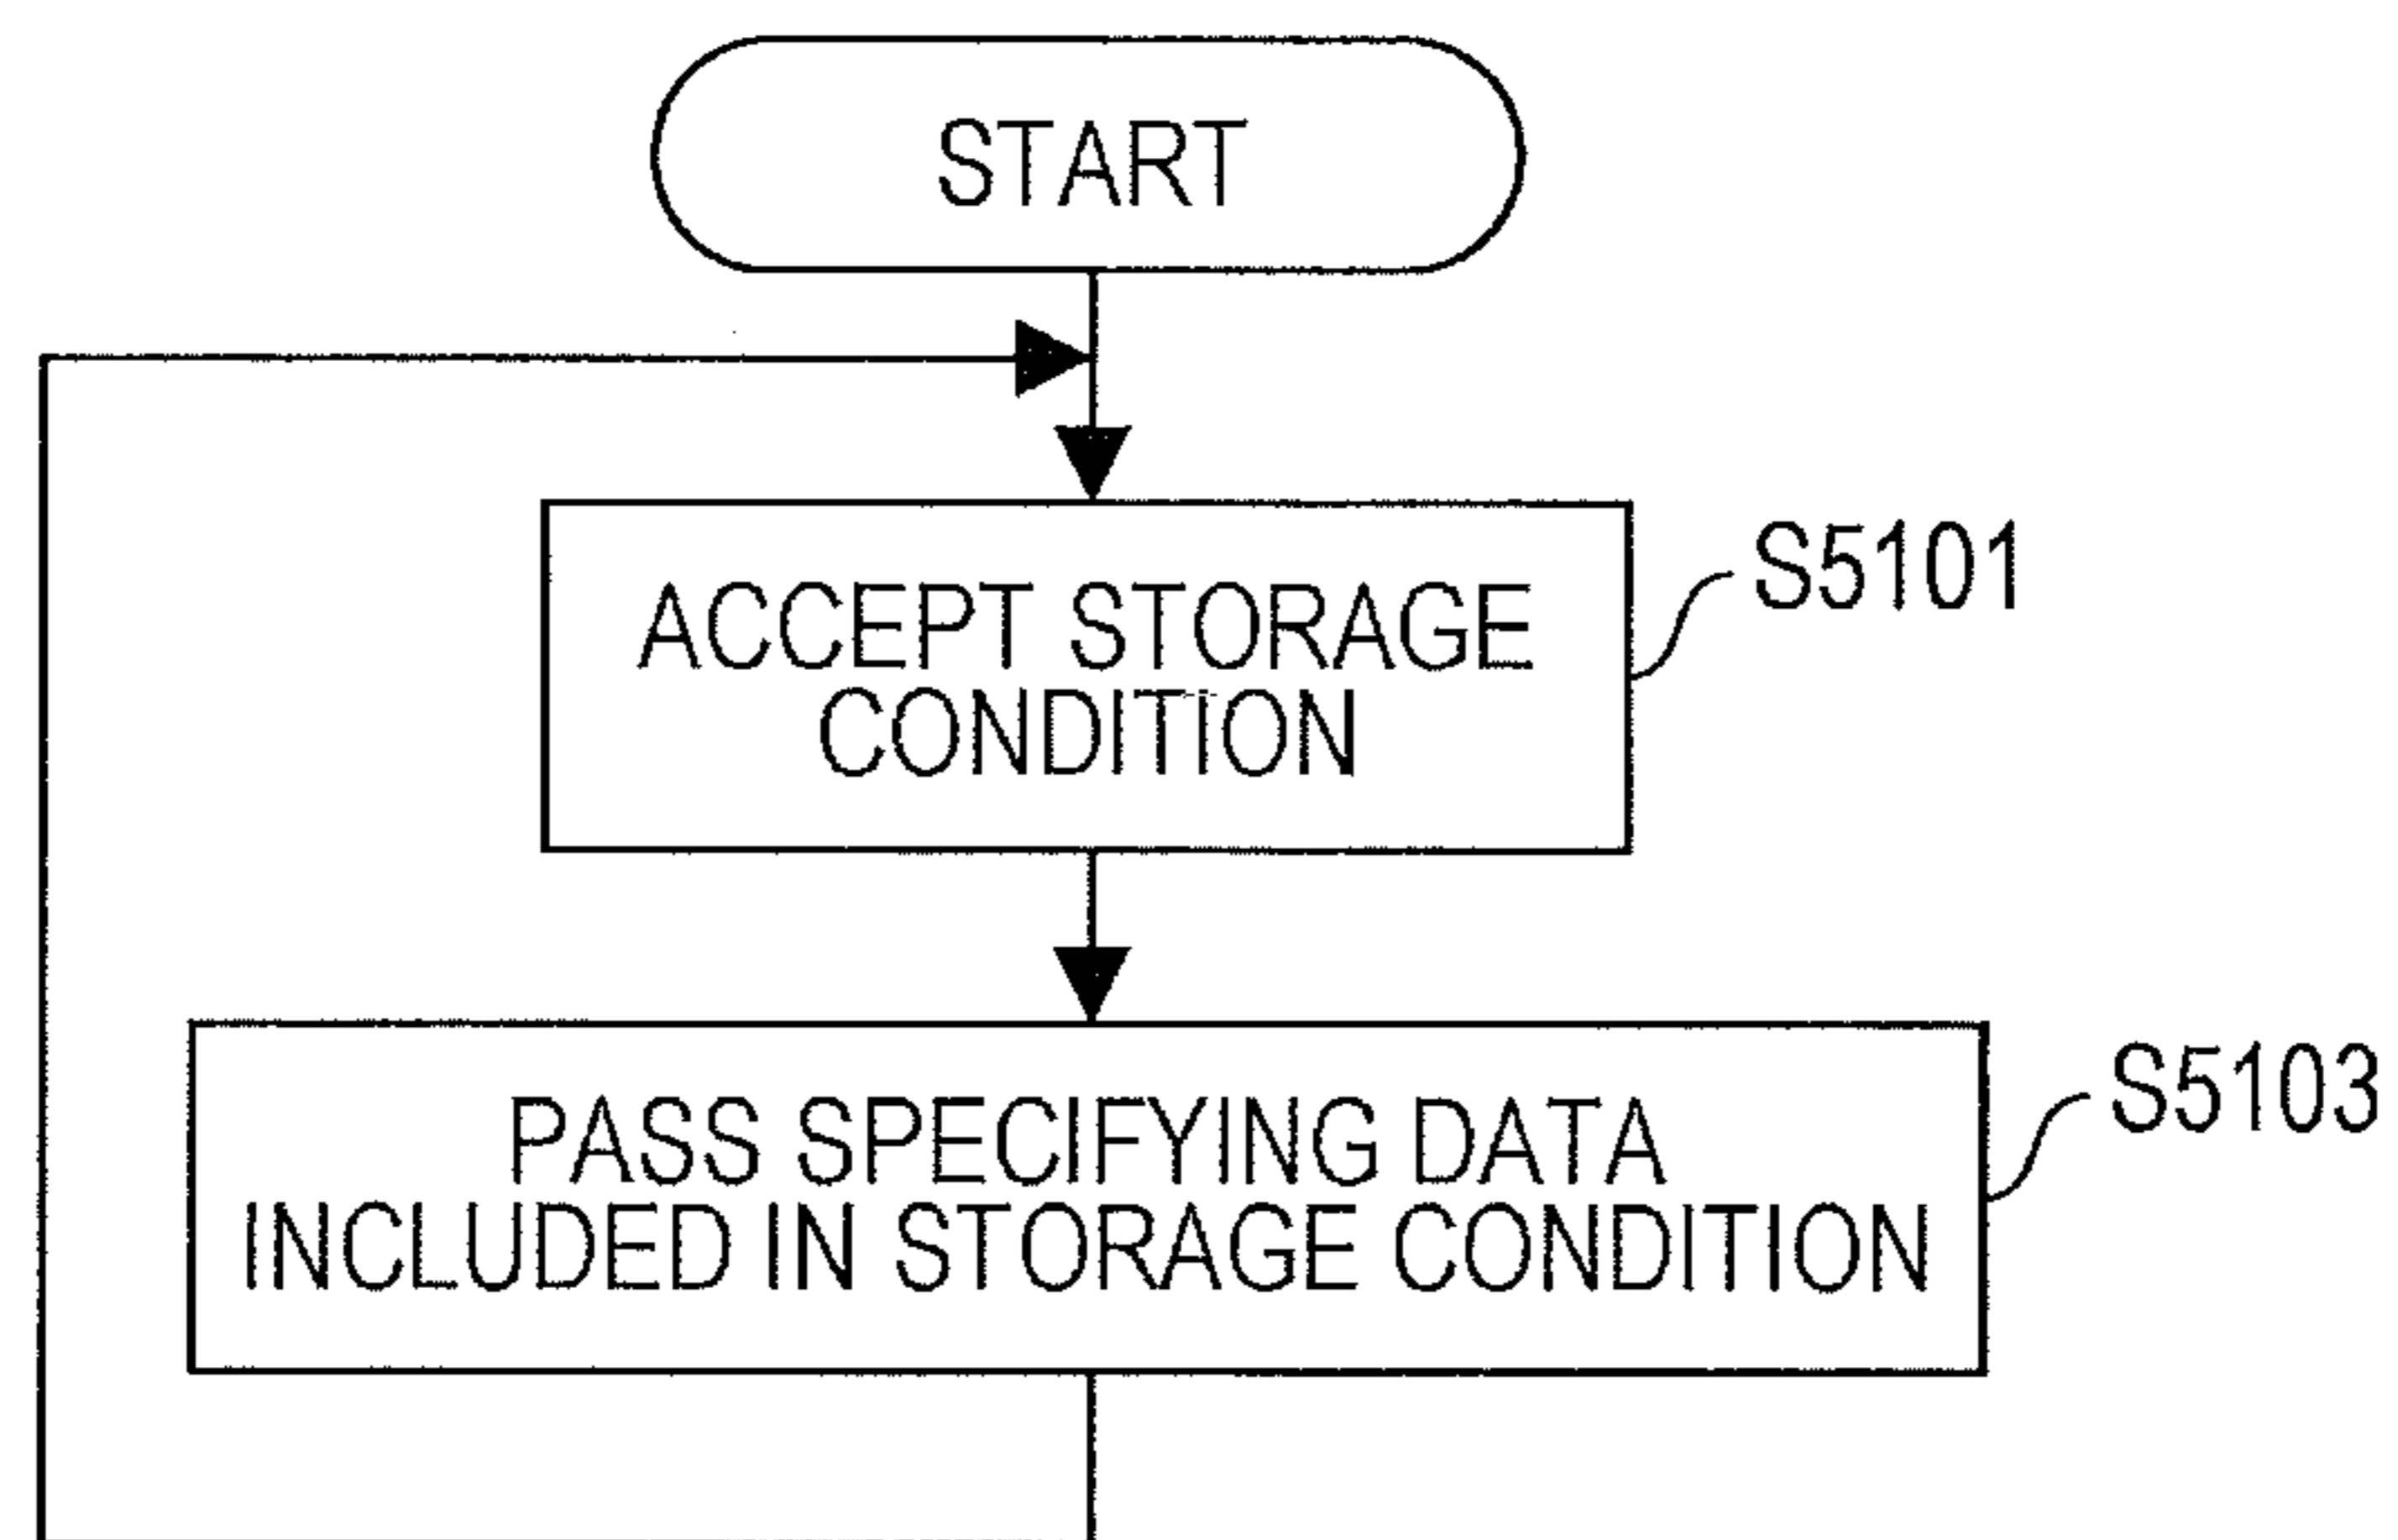 START
ACCEPT STORAGE
CONDITION
S5101
PASS SPECIFYING DATA
INCLUDED IN STORAGE CONDITION
S5103